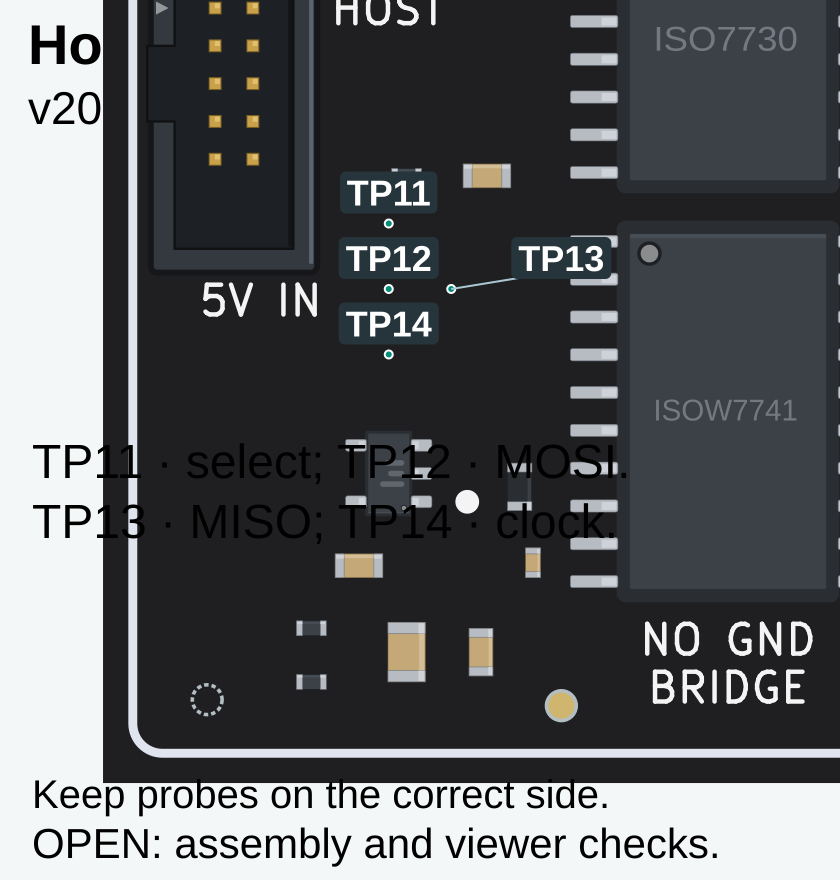 Ho
v20
HOST
ISO7730
TP11
TP12
TP13
5V IN
TP14
ISOW7741
TP11 · select; TP12 · MOSI.
TP13 · MISO; TP14 · clock.
NO GND
BRIDGE
Keep probes on the correct side.
OPEN: assembly and viewer checks.